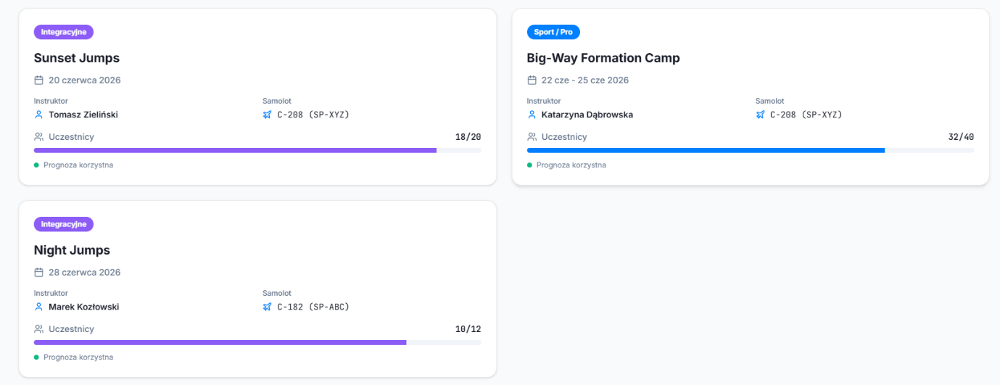 Integracyjne
Sunset Jumps
20 czerwca 2026
Instruktor Samolot
Tomasz Zieliński C-208 (SP-XYZ)
Uczestnicy 18/20
Prognoza korzystna
Sport / Pro
Big-Way Formation Camp
22 cze - 25 cze 2026
Instruktor Samolot
Katarzyna Dąbrowska C-208 (SP-XYZ)
Uczestnicy 32/40
Prognoza korzystna
Integracyjne
Night Jumps
28 czerwca 2026
Instruktor Samolot
Marek Kozłowski C-182 (SP-ABC)
Uczestnicy 10/12
Prognoza korzystna